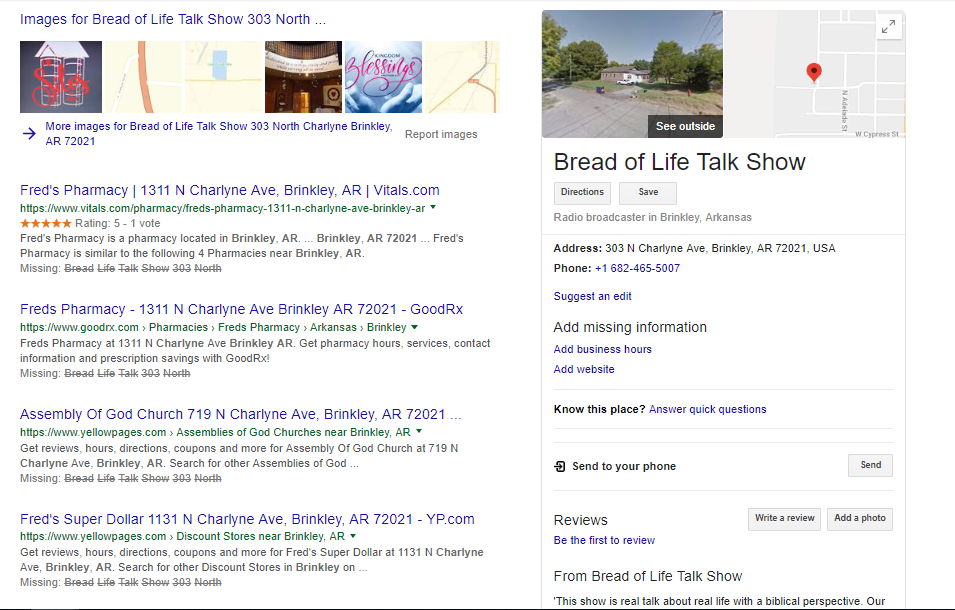 Images for Bread of Life Talk Show 303 North ...
Slos
KINGDOM
Blessings
More images for Bread of Life Talk Show 303 North Charlyne Brinkley,
AR 72021
Report images
Fred's Pharmacy | 1311 N Charlyne Ave, Brinkley, AR | Vitals.com
https://www.vitals.com/pharmacy/freds-pharmacy-1311-n-charlyne-ave-brinkley-ar
Rating: 5 - 1 vote
Fred's Pharmacy is a pharmacy located in Brinkley, AR. ... Brinkley, AR 72021 ... Fred's
Pharmacy is similar to the following 4 Pharmacies near Brinkley, AR.
Missing: Bread Life Talk Show 303 North
Freds Pharmacy - 1311 N Charlyne Ave Brinkley AR 72021 - GoodRx
https://www.goodrx.com › Pharmacies › Freds Pharmacy › Arkansas › Brinkley
Freds Pharmacy at 1311 N Charlyne Ave Brinkley AR. Get pharmacy hours, services, contact
information and prescription savings with GoodRx!
Missing: Bread Life Talk 303 North
Assembly Of God Church 719 N Charlyne Ave, Brinkley, AR 72021 ...
https://www.yellowpages.com › Assemblies of God Churches near Brinkley, AR
Get reviews, hours, directions, coupons and more for Assembly Of God Church at 719 N
Charlyne Ave, Brinkley, AR. Search for other Assemblies of God ...
Missing: Bread Life Talk Show 303 North
Fred's Super Dollar 1131 N Charlyne Ave, Brinkley, AR 72021 - YP.com
https://www.yellowpages.com › Discount Stores near Brinkley, AR
Get reviews, hours, directions, coupons and more for Fred's Super Dollar at 1131 N Charlyne
Ave, Brinkley, AR. Search for other Discount Stores in Brinkley on ...
Missing: Bread Life Talk Show 303 North
See outside
N Adelaide St
W Cypress St
Bread of Life Talk Show
Directions
Save
Radio broadcaster in Brinkley, Arkansas
Address: 303 N Charlyne Ave, Brinkley, AR 72021, USA
Phone: +1 682-465-5007
Suggest an edit
Add missing information
Add business hours
Add website
Know this place? Answer quick questions
Send to your phone
Send
Reviews
Write a review
Add a photo
Be the first to review
From Bread of Life Talk Show
'This show is real talk about real life with a biblical perspective. Our